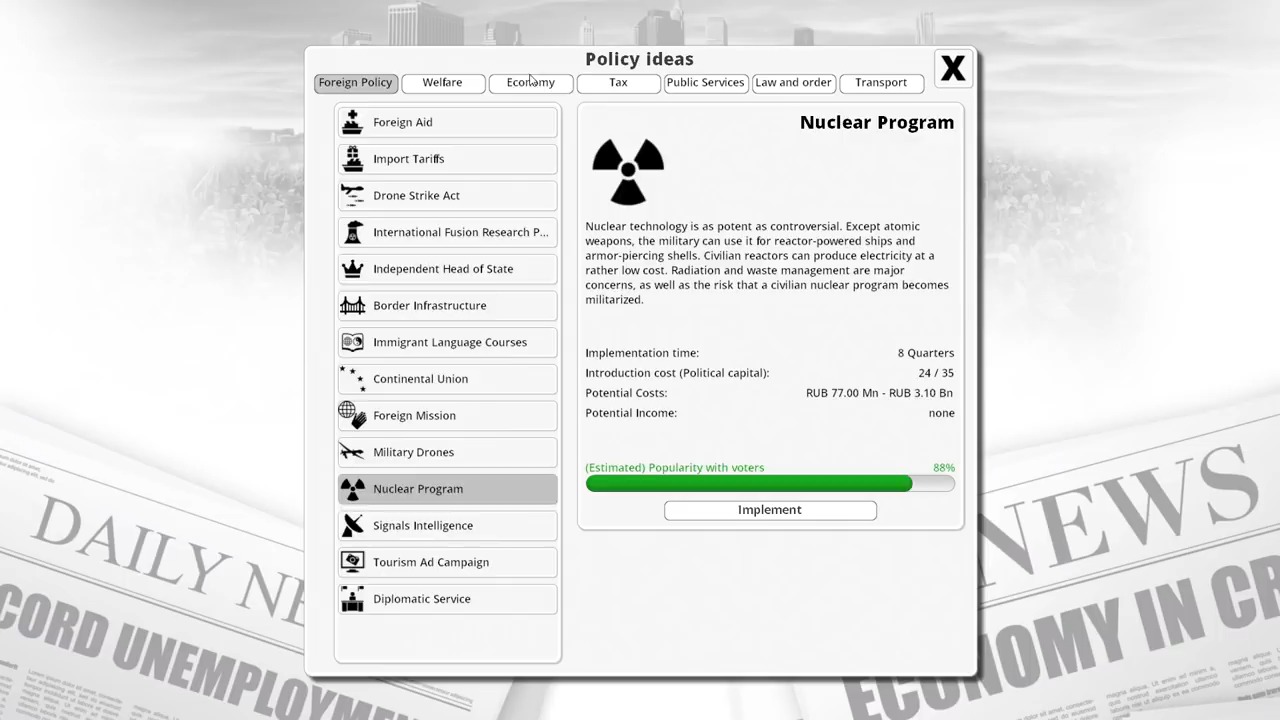 Policy ideas
X
Foreign Policy
Welfare
Economy
Tax
Public Services
Law and order
Transport
Foreign Aid
Import Tariffs
Drone Strike Act
International Fusion Research P...
Independent Head of State
Border Infrastructure
Immigrant Language Courses
Continental Union
Foreign Mission
Military Drones
Nuclear Program
Signals Intelligence
Tourism Ad Campaign
Diplomatic Service
Nuclear Program
Nuclear technology is as potent as controversial. Except atomic
weapons, the military can use it for reactor-powered ships and
armor-piercing shells. Civilian reactors can produce electricity at a
rather low cost. Radiation and waste management are major
concerns, as well as the risk that a civilian nuclear program becomes
militarized.
Implementation time: 8 Quarters
Introduction cost (Political capital): 24 / 35
Potential Costs: RUB 77.00 Mn - RUB 3.10 Bn
Potential Income: none
(Estimated) Popularity with voters 88%
Implement
DAILY NE
CORD UNEMPLOYM
NEWS
ECONOMY IN CR